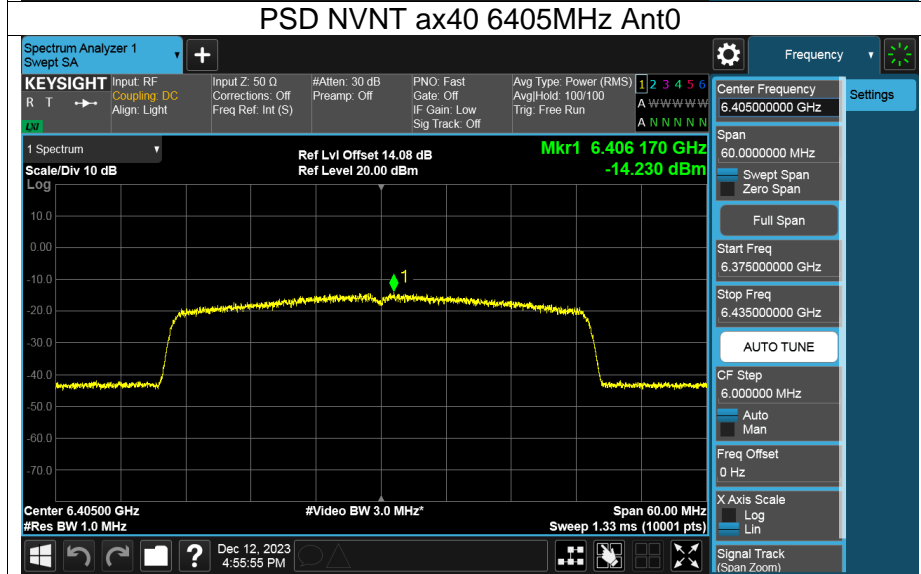 PSD NVNT ax40 6405MHz Ant0
Spectrum Analyzer 1
Swept SA
+
Frequency
KEYSIGHT
R T
LXI
Input: RF
Coupling: DC
Align: Light
Input Z: 50 Ω
Corrections: Off
Freq Ref: Int (S)
#Atten: 30 dB
Preamp: Off
PNO: Fast
Gate: Off
IF Gain: Low
Sig Track: Off
Avg Type: Power (RMS)
Avg|Hold: 100/100
Trig: Free Run
1 2 3 4 5 6
A W W W W W
A N N N N N
Center Frequency
6.405000000 GHz
Settings
Span
60.0000000 MHz
Swept Span
Zero Span
Full Span
Start Freq
6.375000000 GHz
Stop Freq
6.435000000 GHz
AUTO TUNE
CF Step
6.000000 MHz
Auto
Man
Freq Offset
0 Hz
X Axis Scale
Log
Lin
Signal Track
(Span Zoom)
1 Spectrum
Scale/Div 10 dB
Ref Lvl Offset 14.08 dB
Ref Level 20.00 dBm
Mkr1 6.406 170 GHz
-14.230 dBm
Log
10.0
0.00
-10.0
-20.0
-30.0
-40.0
-50.0
-60.0
-70.0
1
Center 6.40500 GHz
#Res BW 1.0 MHz
#Video BW 3.0 MHz*
Span 60.00 MHz
Sweep 1.33 ms (10001 pts)
?
Dec 12, 2023
4:55:55 PM